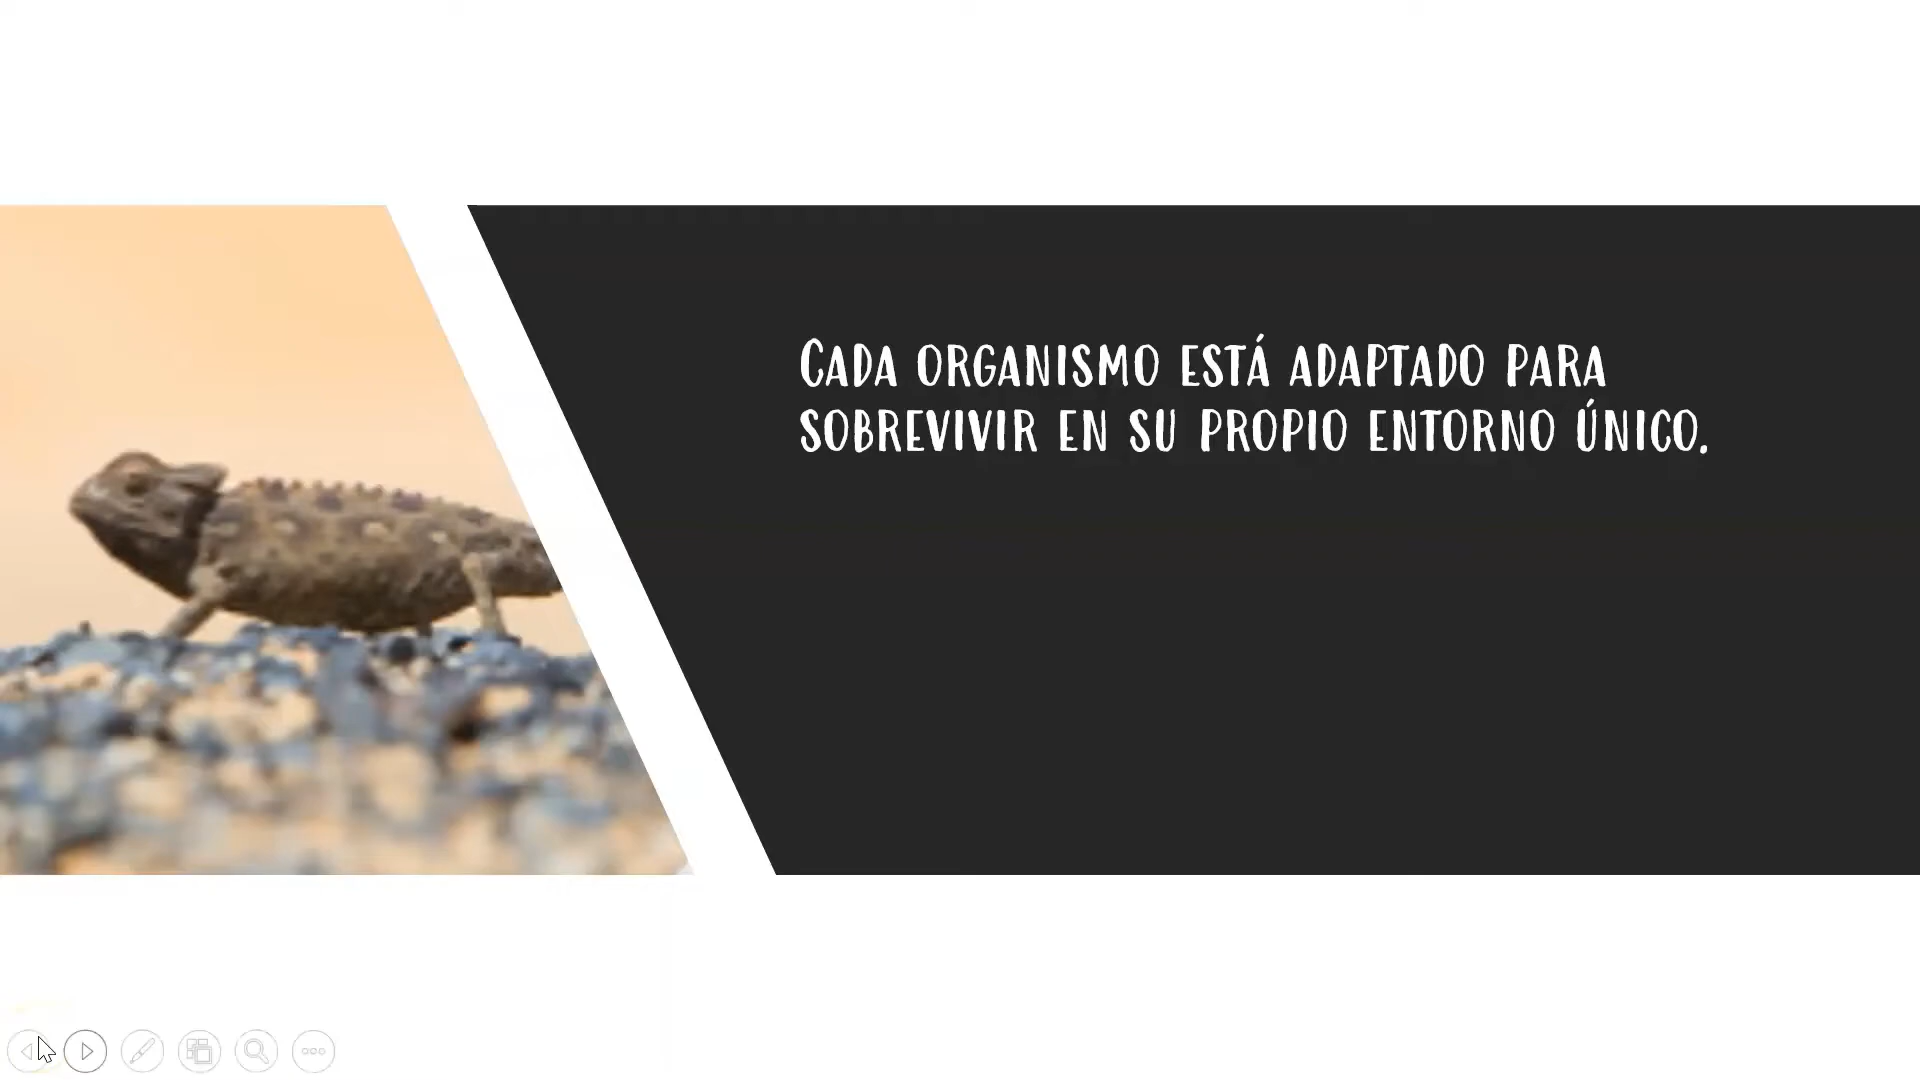 Cada organismo está adaptado para
sobrevivir en su propio entorno único.